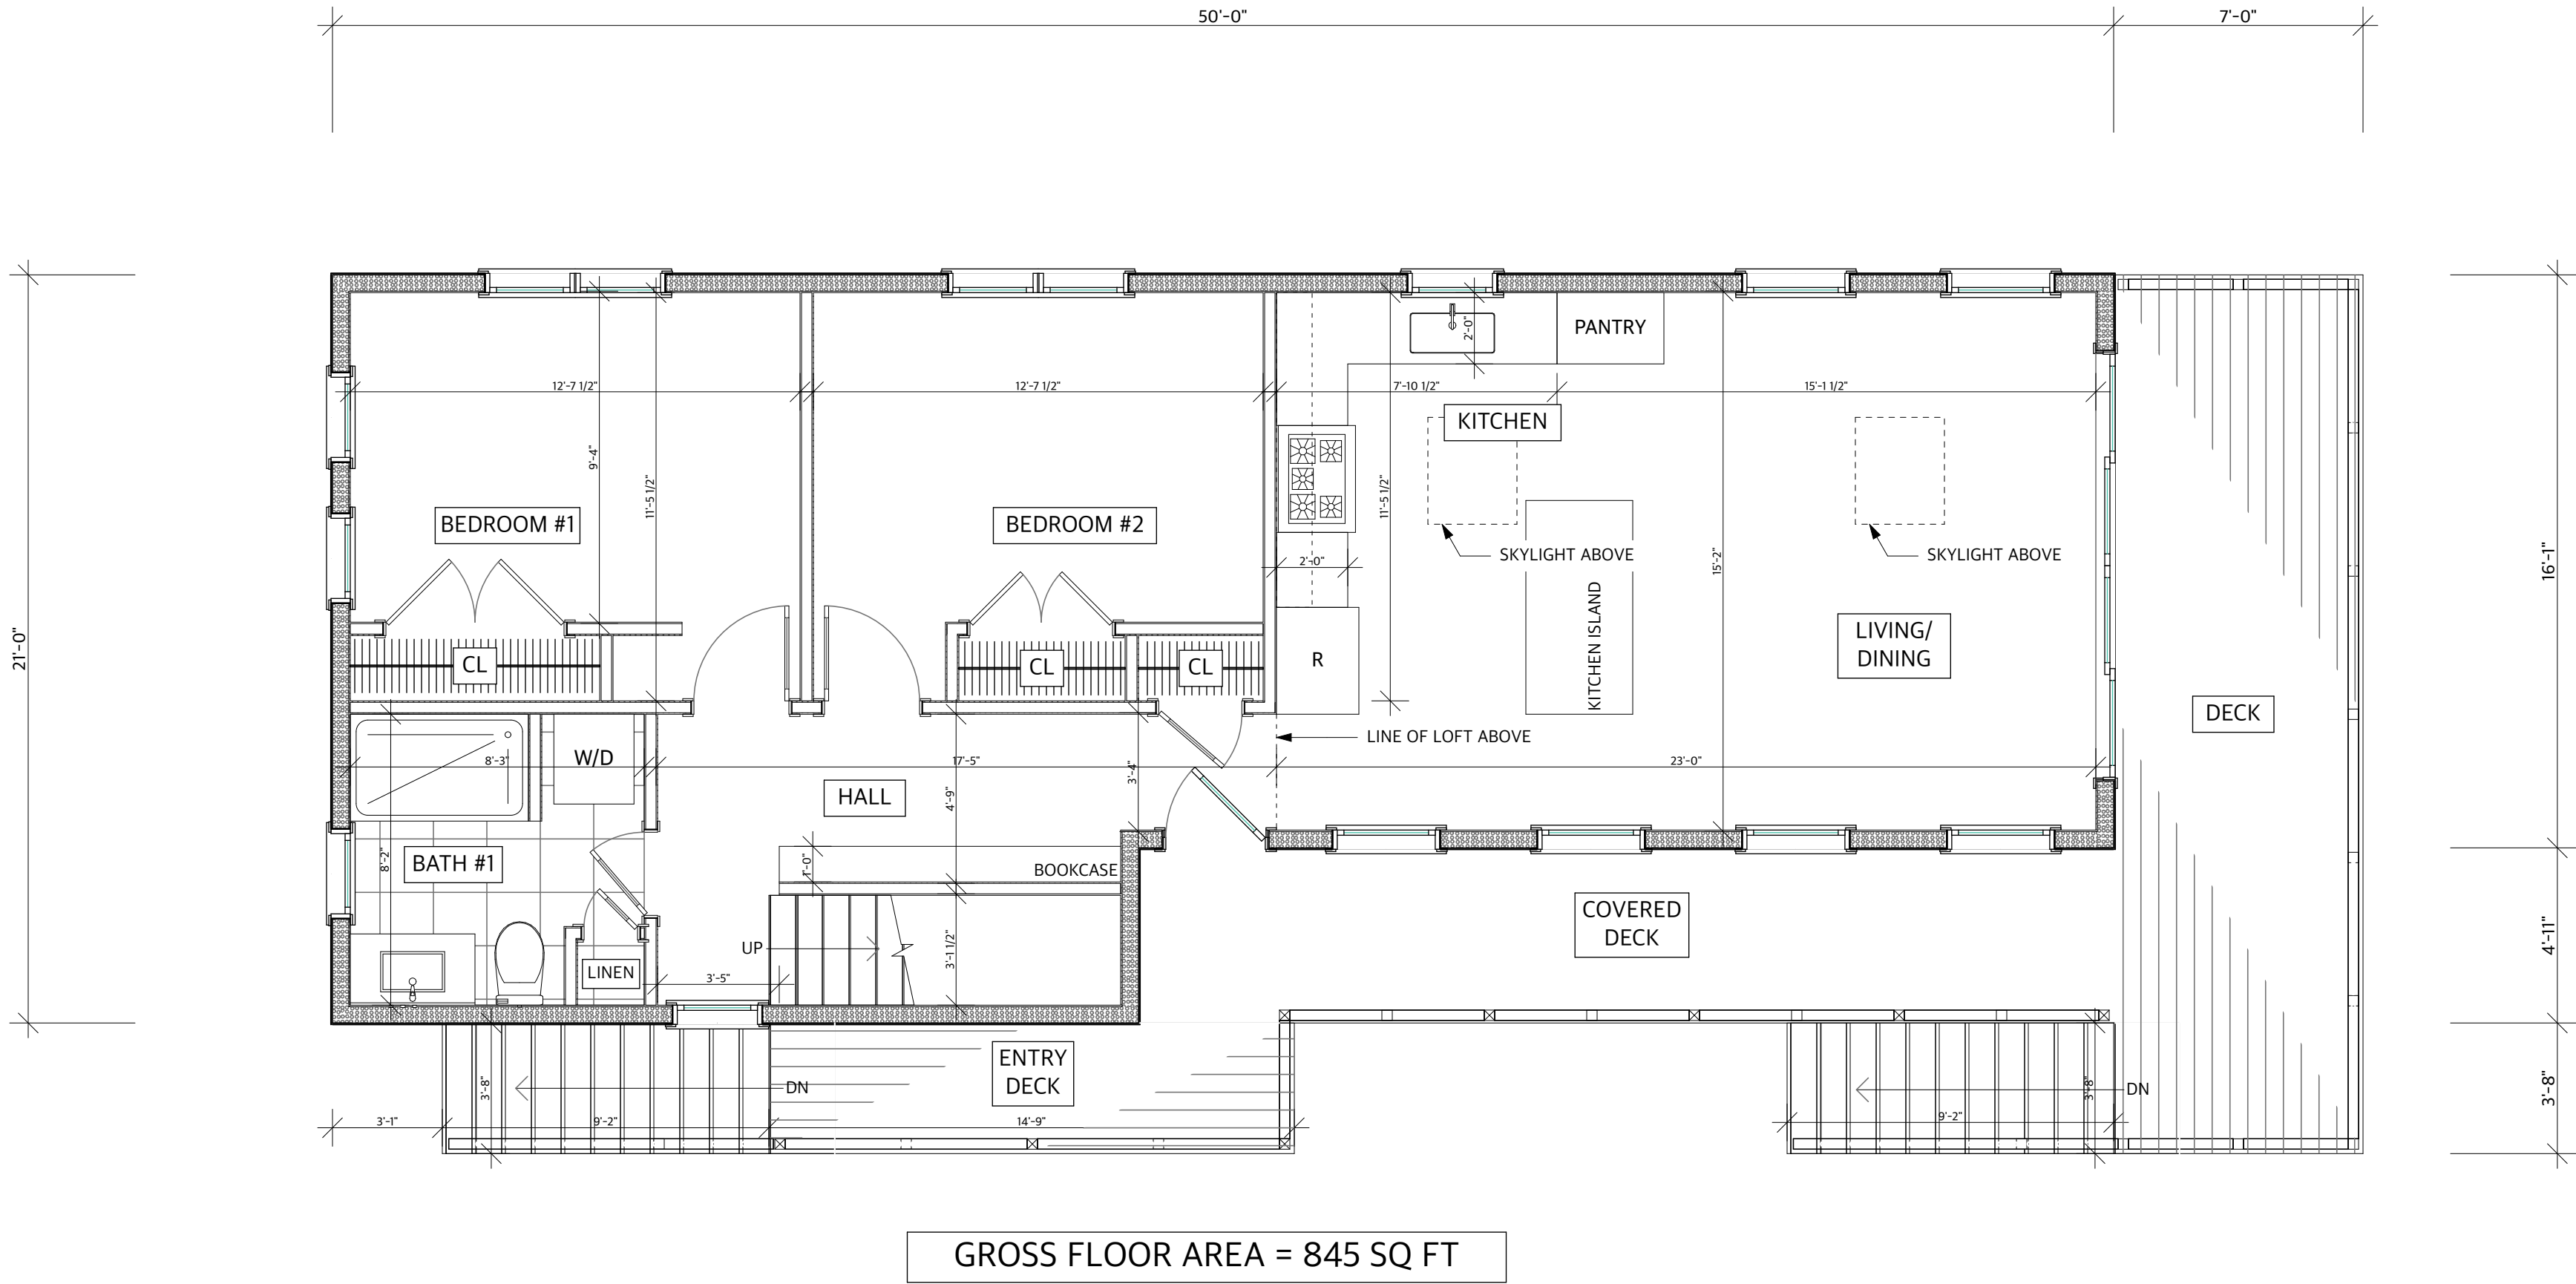 50'-0"
7'-0"
PANTRY
2'-0"
12'-7 1/2"
12'-7 1/2"
7'-10 1/2"
15'-1 1/2"
KITCHEN
9'-4"
11'-5 1/2"
11'-5 1/2"
15'-2"
BEDROOM #1
BEDROOM #2
SKYLIGHT ABOVE
SKYLIGHT ABOVE
2'-0"
16'-1"
21'-0"
KITCHEN ISLAND
LIVING/
DINING
CL
CL
CL
R
DECK
LINE OF LOFT ABOVE
W/D
8'-3"
17'-5"
3'-4"
23'-0"
HALL
4'-9"
8'-2"
BATH #1
1'-0"
BOOKCASE
COVERED
DECK
4'-11"
UP
3'-1 1/2"
LINEN
3'-5"
ENTRY
DECK
3'-8"
DN
3'-8"
DN
3'-8"
3'-1"
9'-2"
14'-9"
9'-2"
GROSS FLOOR AREA = 845 SQ FT